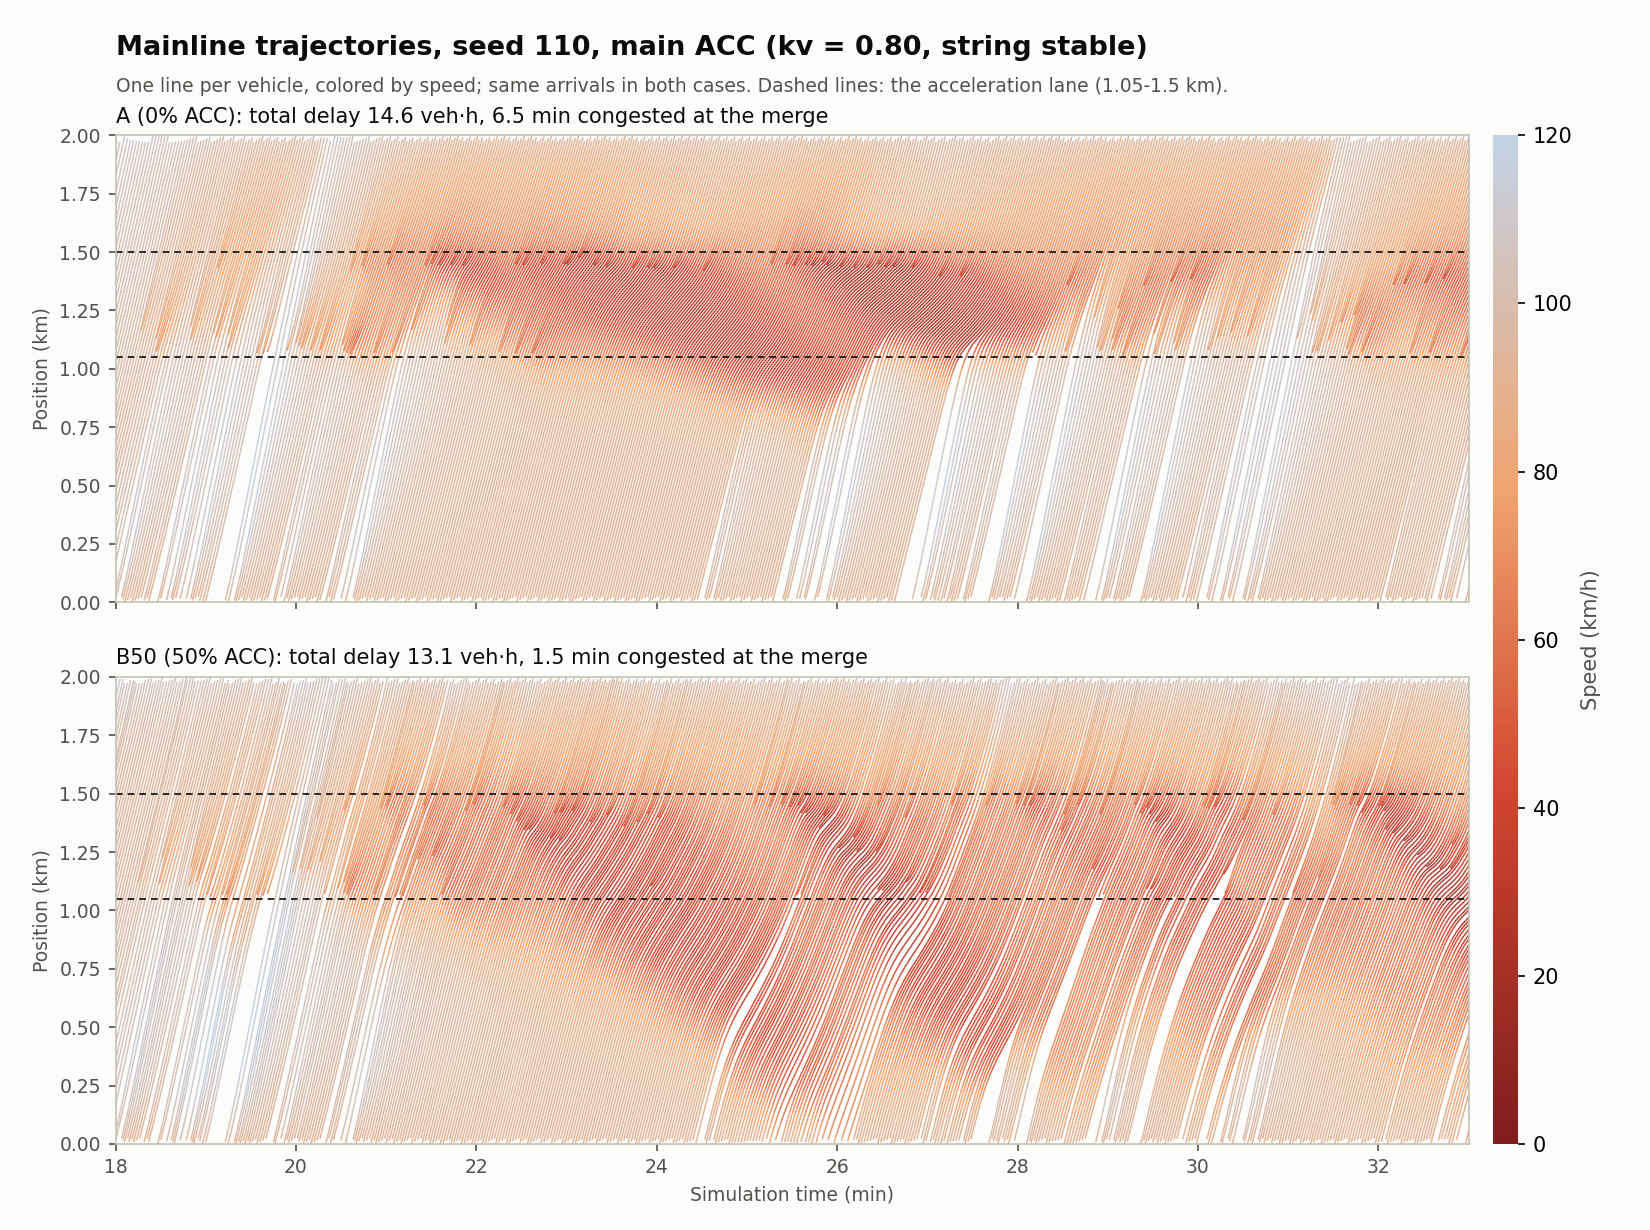 Mainline trajectories, seed 110, main ACC (kv = 0.80, string stable)
One line per vehicle, colored by speed; same arrivals in both cases. Dashed lines: the acceleration lane (1.05-1.5 km).
A (0% ACC): total delay 14.6 veh·h, 6.5 min congested at the merge
2.00
1.75
1.50
1.25
1.00
0.75
0.50
0.25
0.00
Position (km)
B50 (50% ACC): total delay 13.1 veh·h, 1.5 min congested at the merge
2.00
1.75
1.50
1.25
1.00
0.75
0.50
0.25
0.00
Position (km)
18 20 22 24 26 28 30 32
Simulation time (min)
120
100
80
60
40
20
0
Speed (km/h)